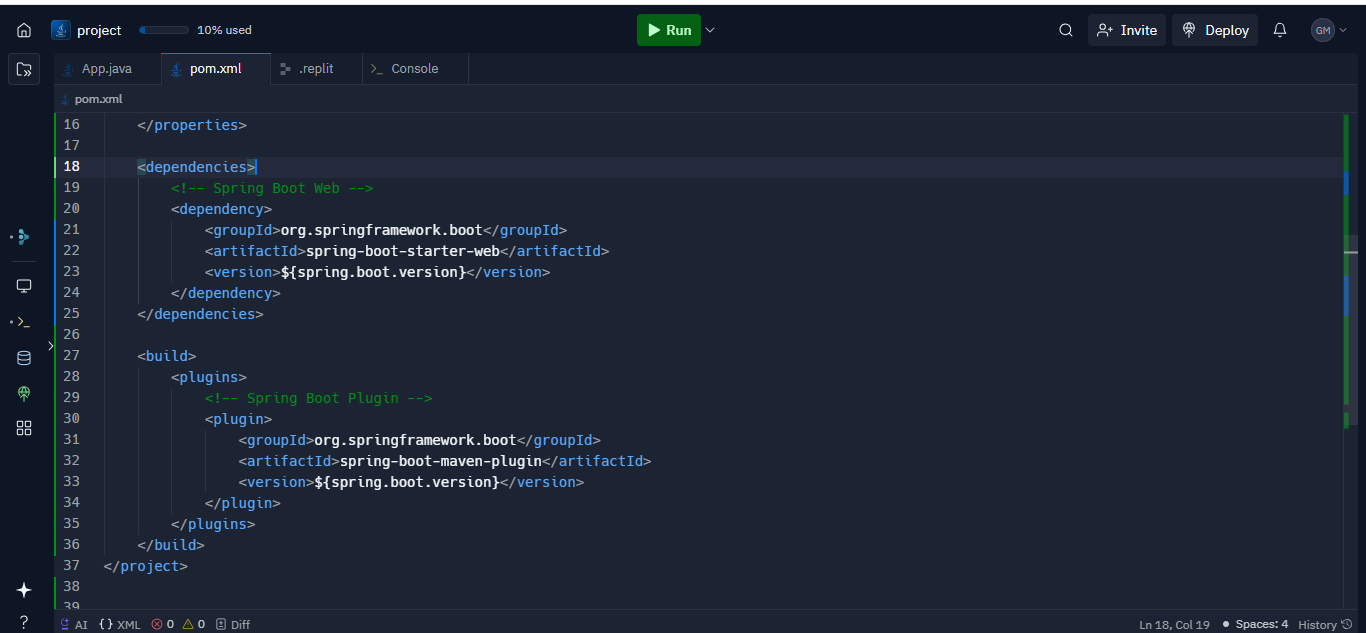 project 10% used Run Invite Deploy GM
App.java pom.xml .replit >_ Console
pom.xml
16 </properties>
17
18 <dependencies>
19 <!-- Spring Boot Web -->
20 <dependency>
21 <groupId>org.springframework.boot</groupId>
22 <artifactId>spring-boot-starter-web</artifactId>
23 <version>${spring.boot.version}</version>
24 </dependency>
25 </dependencies>
26
27 <build>
28 <plugins>
29 <!-- Spring Boot Plugin -->
30 <plugin>
31 <groupId>org.springframework.boot</groupId>
32 <artifactId>spring-boot-maven-plugin</artifactId>
33 <version>${spring.boot.version}</version>
34 </plugin>
35 </plugins>
36 </build>
37 </project>
38
39
AI {} XML 0 0 Diff Ln 18, Col 19 Spaces: 4 History